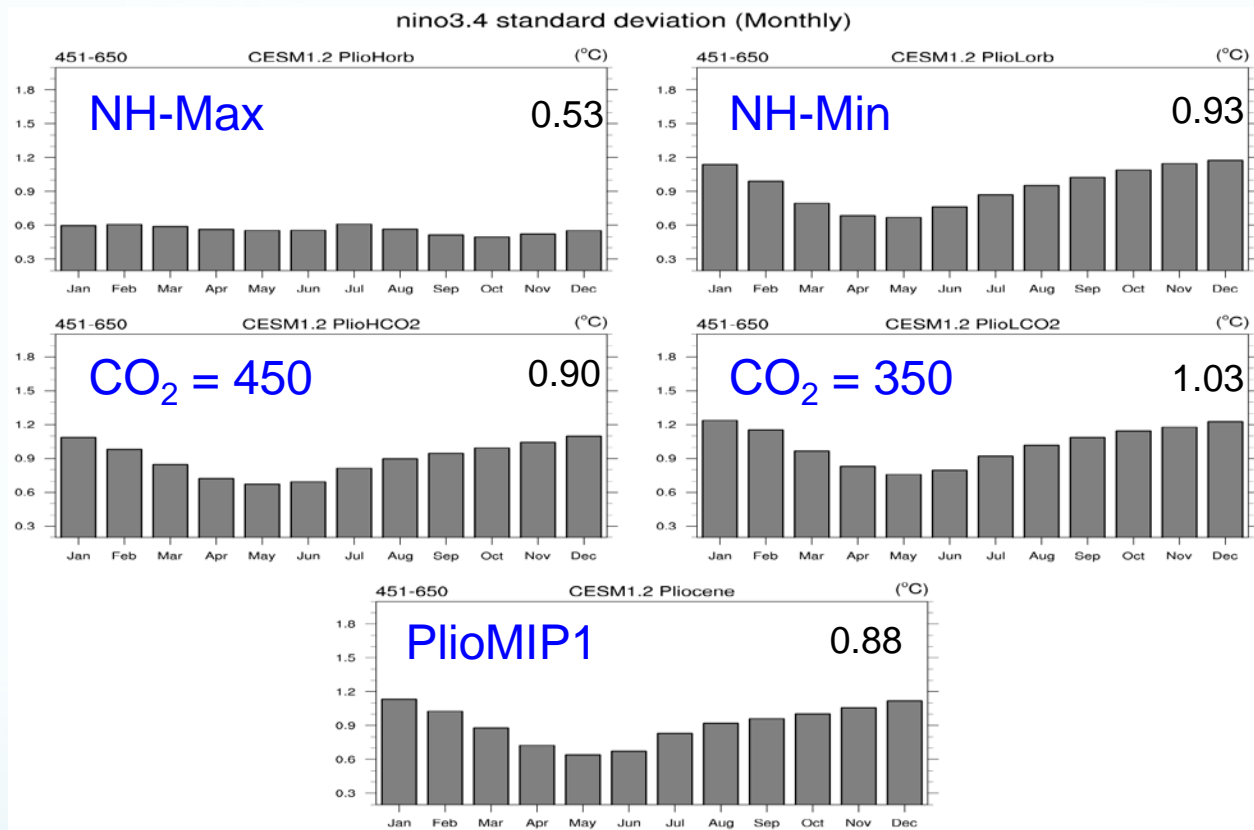 nino3.4 standard deviation (Monthly)
451-650 CESM1.2 PlioHorb (°C)
NH-Max 0.53
1.8
1.5
1.2
0.9
0.6
0.3
Jan Feb Mar Apr May Jun Jul Aug Sep Oct Nov Dec
451-650 CESM1.2 PlioLorb (°C)
NH-Min 0.93
1.8
1.5
1.2
0.9
0.6
0.3
Jan Feb Mar Apr May Jun Jul Aug Sep Oct Nov Dec
451-650 CESM1.2 PlioHCO2 (°C)
CO₂ = 450 0.90
1.8
1.5
1.2
0.9
0.6
0.3
Jan Feb Mar Apr May Jun Jul Aug Sep Oct Nov Dec
451-650 CESM1.2 PlioLCO2 (°C)
CO₂ = 350 1.03
1.8
1.5
1.2
0.9
0.6
0.3
Jan Feb Mar Apr May Jun Jul Aug Sep Oct Nov Dec
451-650 CESM1.2 Pliocene (°C)
PlioMIP1 0.88
1.8
1.5
1.2
0.9
0.6
0.3
Jan Feb Mar Apr May Jun Jul Aug Sep Oct Nov Dec